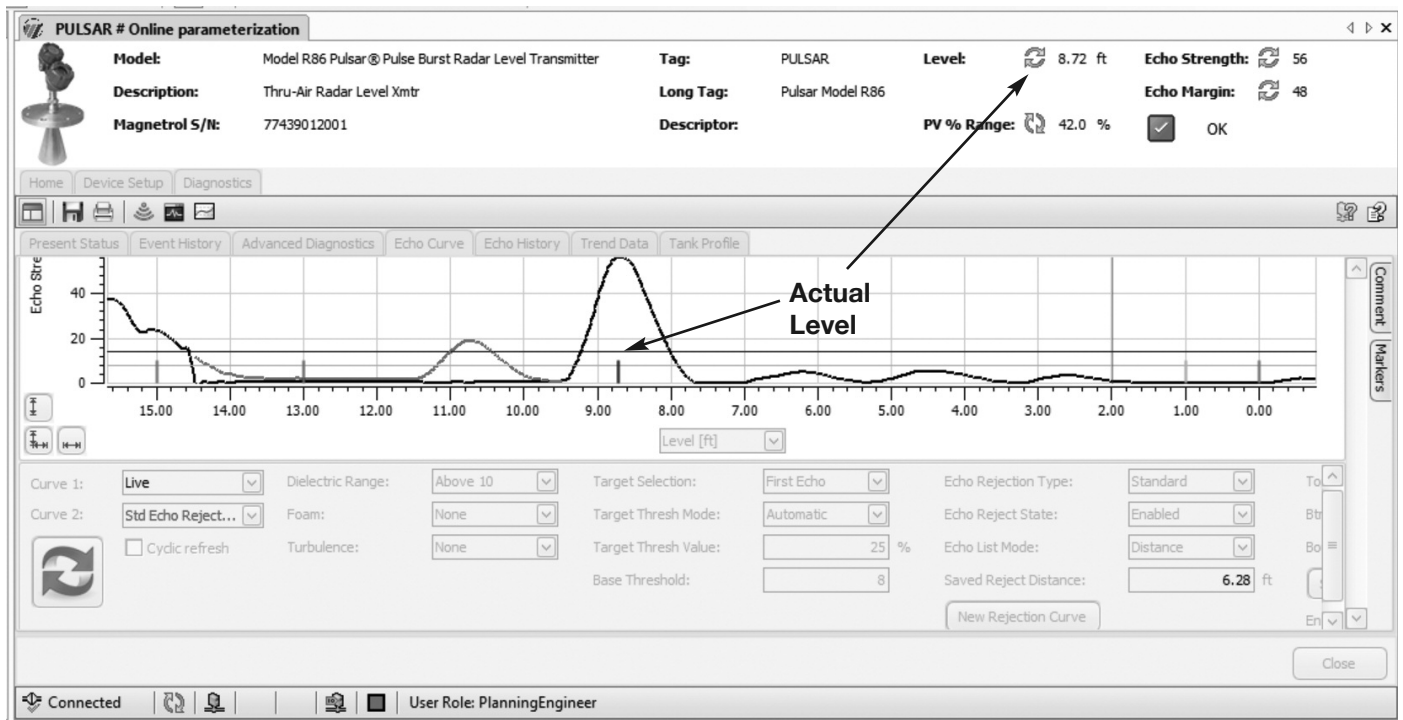 PULSAR # Online parameterization
Model: Model R86 Pulsar® Pulse Burst Radar Level Transmitter Tag: PULSAR Level: 8.72 ft Echo Strength: 56
Description: Thru-Air Radar Level Xmtr Long Tag: Pulsar Model R86 Echo Margin: 48
Magnetrol S/N: 77439012001 Descriptor: PV % Range: 42.0 % OK
Home Device Setup Diagnostics
Present Status Event History Advanced Diagnostics Echo Curve Echo History Trend Data Tank Profile
Echo Stre
40
20
0
Actual
Level
15.00 14.00 13.00 12.00 11.00 10.00 9.00 8.00 7.00 6.00 5.00 4.00 3.00 2.00 1.00 0.00
Level [ft]
Comment
Markers
Curve 1: Live Dielectric Range: Above 10 Target Selection: First Echo Echo Rejection Type: Standard To
Curve 2: Std Echo Reject... Foam: None Target Thresh Mode: Automatic Echo Reject State: Enabled Btr
Cyclic refresh Turbulence: None Target Thresh Value: 25 % Echo List Mode: Distance Bo
Base Threshold: 8 Saved Reject Distance: 6.28 ft
New Rejection Curve En
Close
Connected User Role: PlanningEngineer